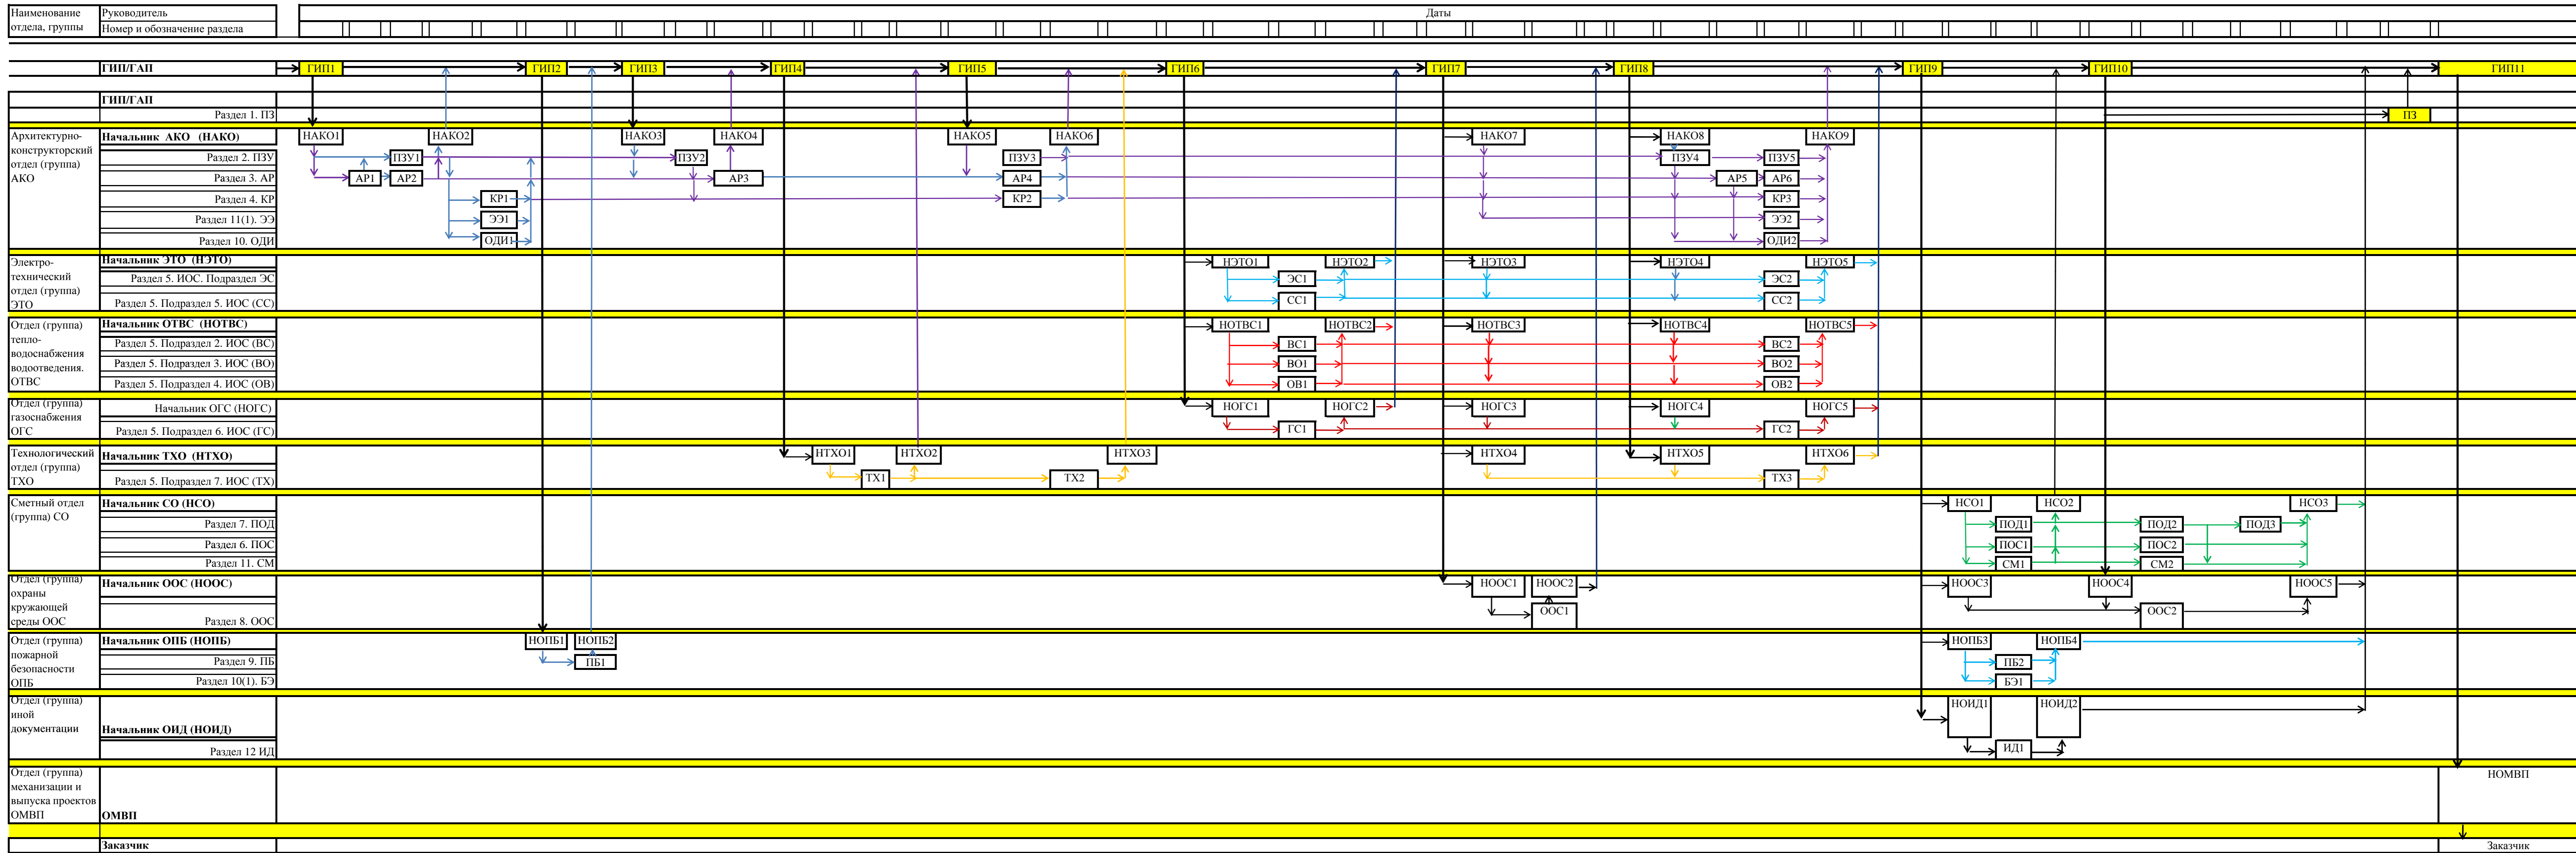 Наименование
отдела, группы
Руководитель
Номер и обозначение раздела
Даты
ГИП/ГАП
ГИП1
ГИП2
ГИП3
ГИП4
ГИП5
ГИП6
ГИП7
ГИП8
ГИП9
ГИП10
ГИП11
ГИП/ГАП
Раздел 1. ПЗ
ПЗ
Архитектурно-
конструкторский
отдел (группа)
АКО
Начальник АКО (НАКО)
НАКО1
НАКО2
НАКО3
НАКО4
НАКО5
НАКО6
НАКО7
НАКО8
НАКО9
Раздел 2. ПЗУ
ПЗУ1
ПЗУ2
ПЗУ3
ПЗУ4
ПЗУ5
Раздел 3. АР
АР1
АР2
АР3
АР4
АР5
АР6
Раздел 4. КР
КР1
КР2
КР3
Раздел 11(1). ЭЭ
ЭЭ1
ЭЭ2
Раздел 10. ОДИ
ОДИ1
ОДИ2
Электро-
технический
отдел (группа)
ЭТО
Начальник ЭТО (НЭТО)
НЭТО1
НЭТО2
НЭТО3
НЭТО4
НЭТО5
Раздел 5. ИОС. Подраздел ЭС
ЭС1
ЭС2
Раздел 5. Подраздел 5. ИОС (СС)
СС1
СС2
Отдел (группа)
тепло-
водоснабжения
водоотведения.
ОТВС
Начальник ОТВС (НОТВС)
НОТВС1
НОТВС2
НОТВС3
НОТВС4
НОТВС5
Раздел 5. Подраздел 2. ИОС (ВС)
ВС1
ВС2
Раздел 5. Подраздел 3. ИОС (ВО)
ВО1
ВО2
Раздел 5. Подраздел 4. ИОС (ОВ)
ОВ1
ОВ2
Отдел (группа)
газоснабжения
ОГС
Начальник ОГС (НОГС)
НОГС1
НОГС2
НОГС3
НОГС4
НОГС5
Раздел 5. Подраздел 6. ИОС (ГС)
ГС1
ГС2
Технологический
отдел (группа)
ТХО
Начальник ТХО (НТХО)
НТХО1
НТХО2
НТХО3
НТХО4
НТХО5
НТХО6
Раздел 5. Подраздел 7. ИОС (ТХ)
ТХ1
ТХ2
ТХ3
Сметный отдел
(группа) СО
Начальник СО (НСО)
НСО1
НСО2
НСО3
Раздел 7. ПОД
ПОД1
ПОД2
ПОД3
Раздел 6. ПОС
ПОС1
ПОС2
Раздел 11. СМ
СМ1
СМ2
Отдел (группа)
охраны
кружающей
среды ООС
Начальник ООС (НООС)
НООС1
НООС2
НООС3
НООС4
НООС5
Раздел 8. ООС
ООС1
ООС2
Отдел (группа)
пожарной
безопасности
ОПБ
Начальник ОПБ (НОПБ)
НОПБ1
НОПБ2
НОПБ3
НОПБ4
Раздел 9. ПБ
ПБ1
ПБ2
Раздел 10(1). БЭ
БЭ1
Отдел (группа)
иной
документации
Начальник ОИД (НОИД)
НОИД1
НОИД2
Раздел 12 ИД
ИД1
Отдел (группа)
механизации и
выпуска проектов
ОМВП
ОМВП
НОМВП
Заказчик
Заказчик